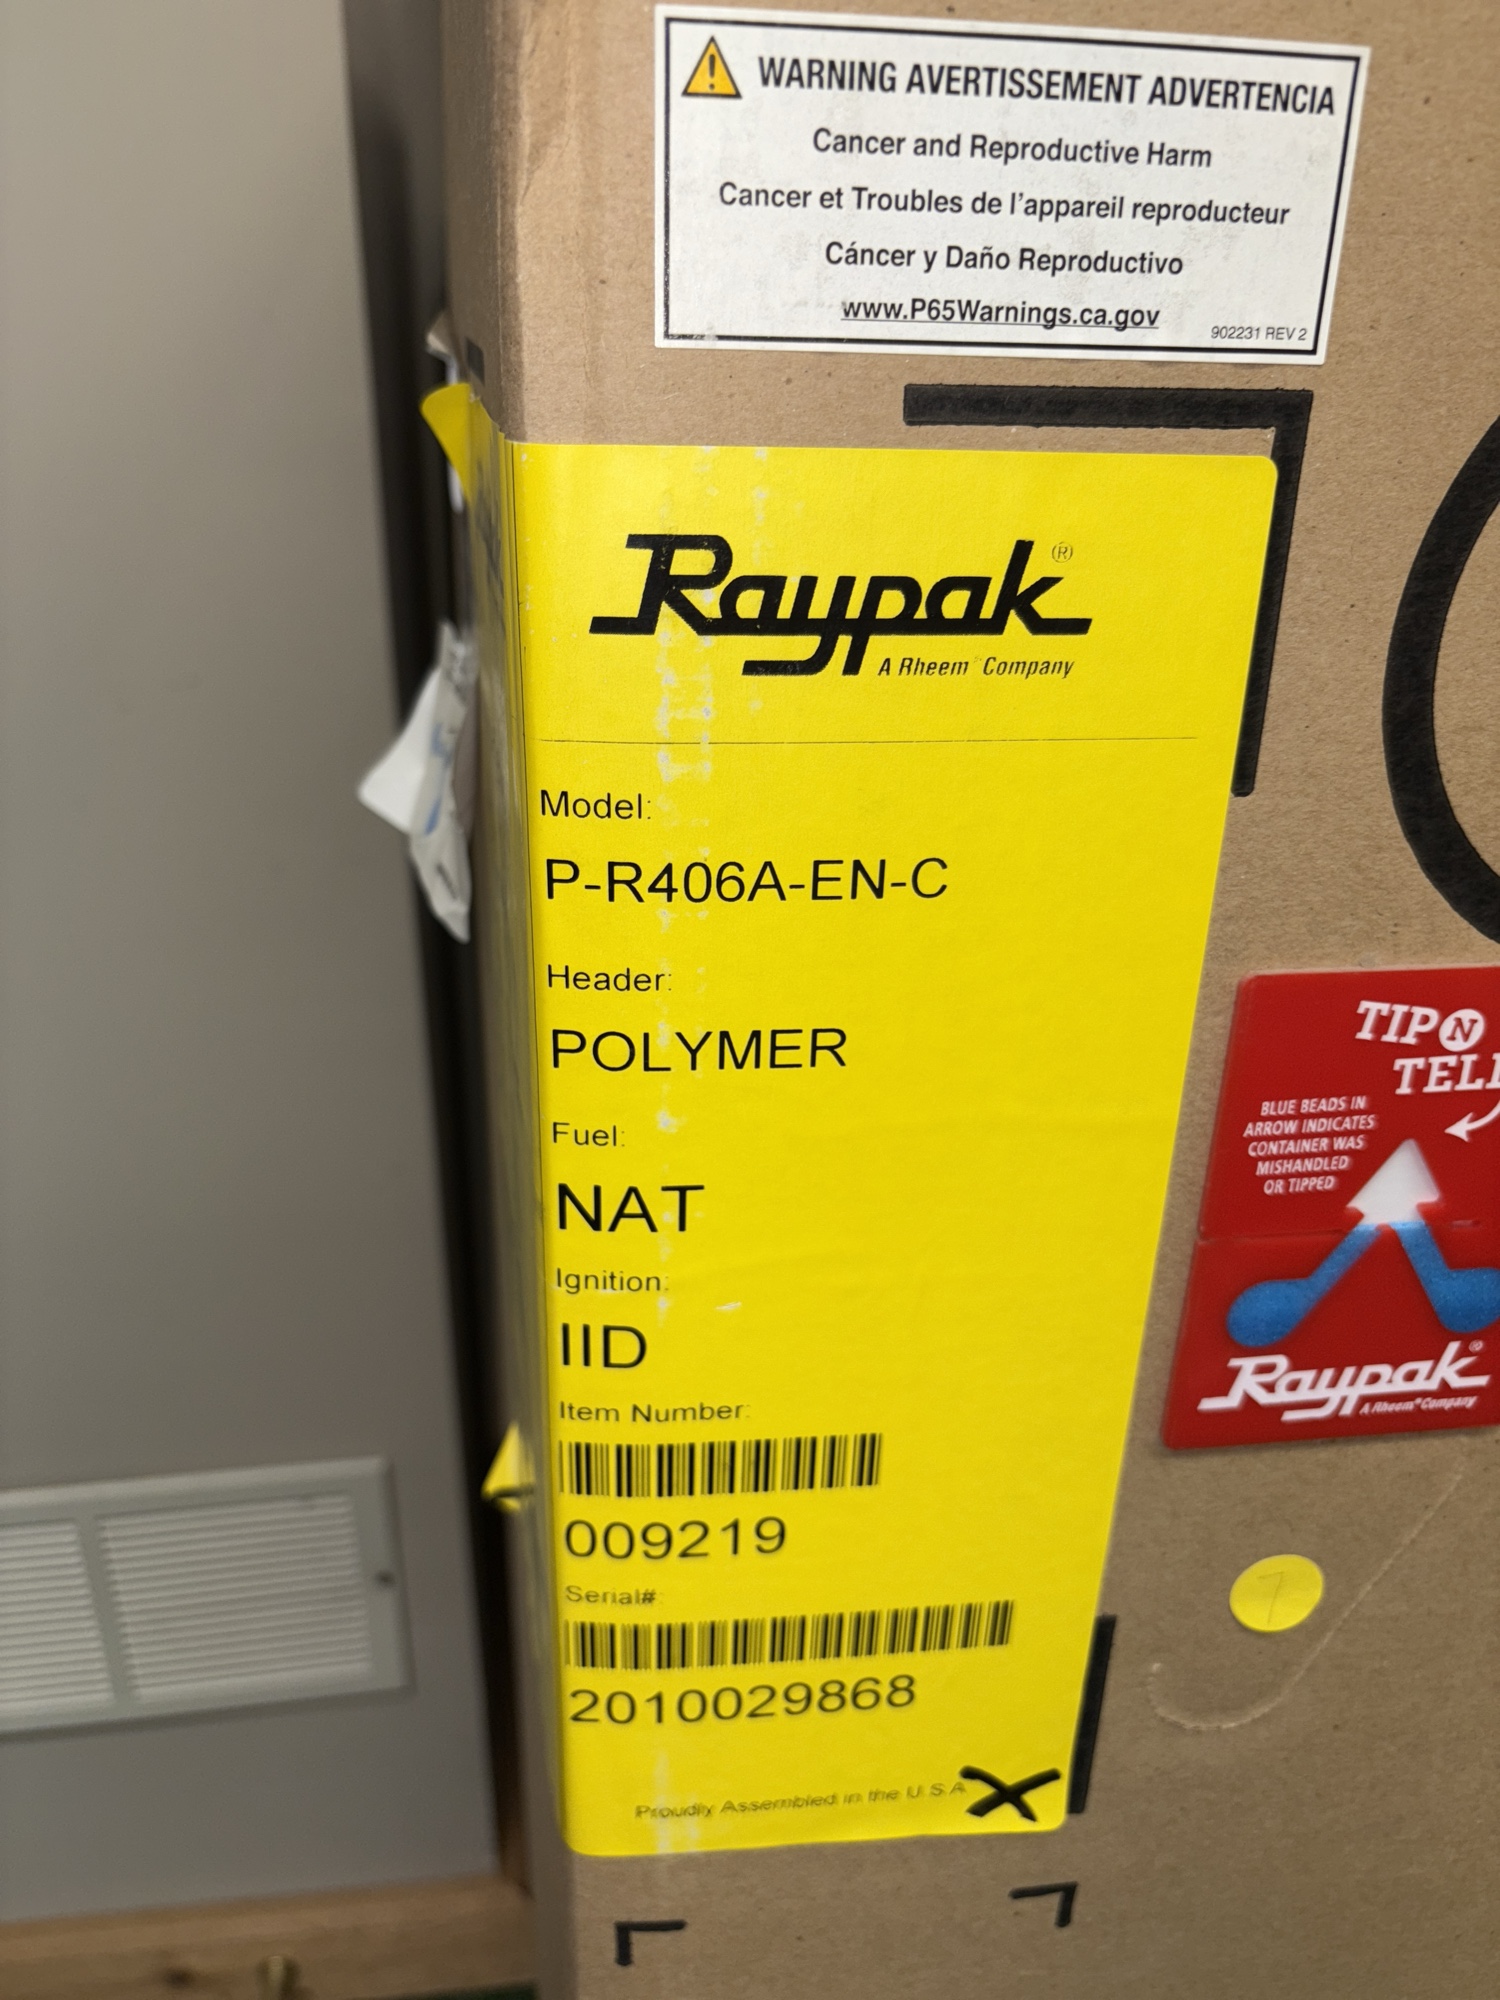 WARNING AVERTISSEMENT ADVERTENCIA
Cancer and Reproductive Harm
Cancer et Troubles de l'appareil reproducteur
Cáncer y Daño Reproductivo
www.P65Warnings.ca.gov
902231 REV 2
Raypak®
A Rheem Company
Model:
P-R406A-EN-C
Header:
POLYMER
Fuel:
NAT
Ignition:
IID
Item Number:
009219
Serial#
2010029868
Proudly Assembled in the U.S.A
TIP N
TELL
BLUE BEADS IN
ARROW INDICATES
CONTAINER WAS
MISHANDLED
OR TIPPED
Raypak®
A Rheem® Company
7